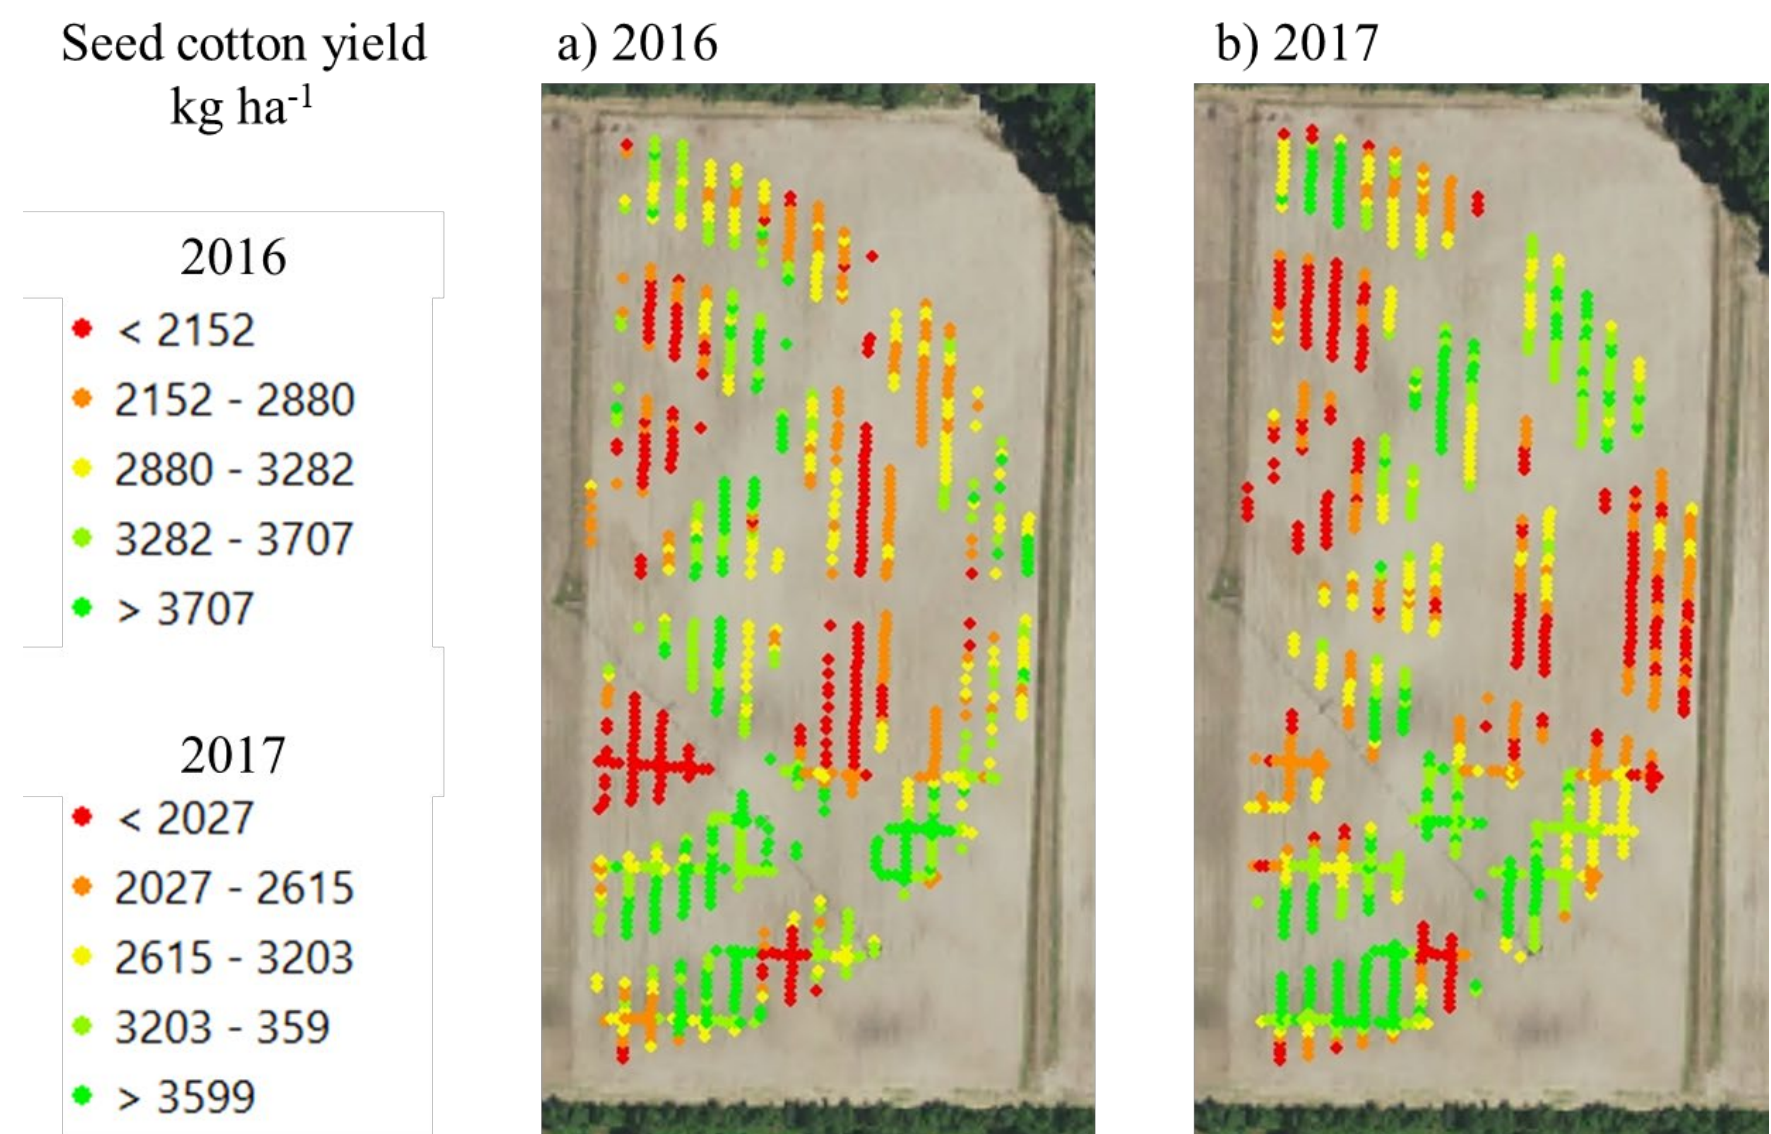 Seed cotton yield
kg ha-1
a) 2016
b) 2017
2016
< 2152
2152 - 2880
2880 - 3282
3282 - 3707
> 3707
2017
< 2027
2027 - 2615
2615 - 3203
3203 - 359
> 3599